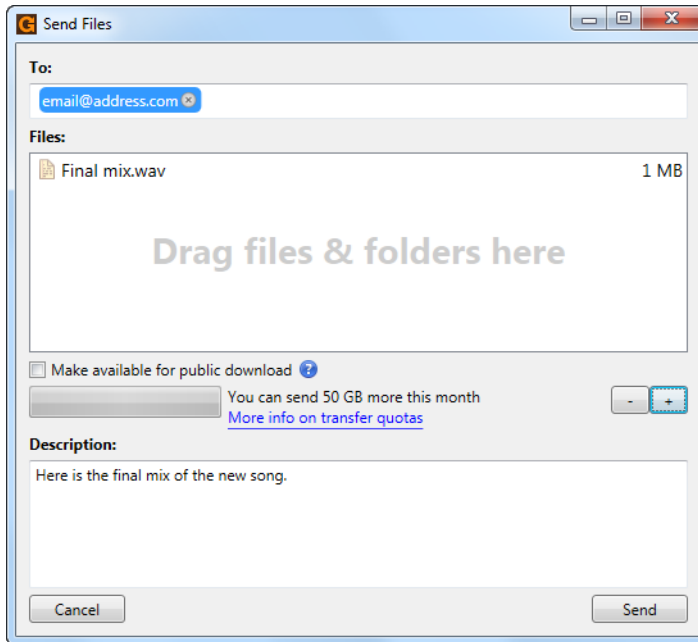 Send Files
To:
email@address.com
Files:
Final mix.wav 1 MB
Drag files & folders here
Make available for public download ?
You can send 50 GB more this month - +
More info on transfer quotas
Description:
Here is the final mix of the new song.
Cancel Send